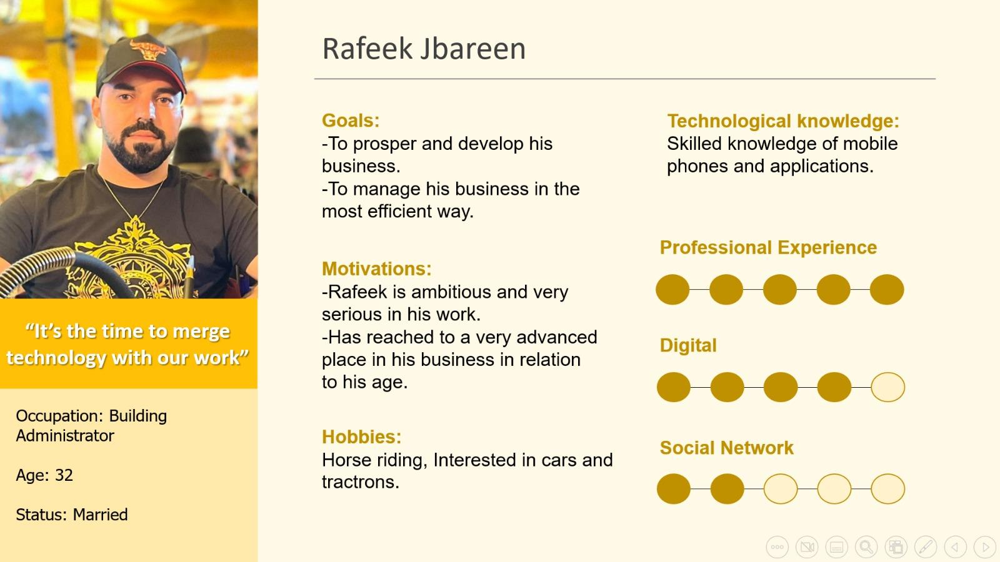 Rafeek Jbareen
“It’s the time to merge
technology with our work”
Occupation: Building
Administrator
Age: 32
Status: Married
Goals:
-To prosper and develop his
business.
-To manage his business in the
most efficient way.
Motivations:
-Rafeek is ambitious and very
serious in his work.
-Has reached to a very advanced
place in his business in relation
to his age.
Hobbies:
Horse riding, Interested in cars and
tractrons.
Technological knowledge:
Skilled knowledge of mobile
phones and applications.
Professional Experience
Digital
Social Network